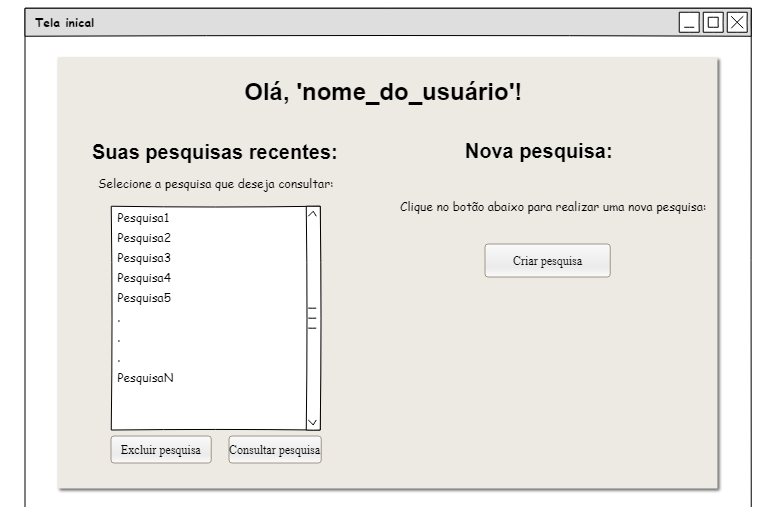 Tela inical
Olá, 'nome_do_usuário'!
Suas pesquisas recentes:
Selecione a pesquisa que deseja consultar:
Pesquisa1
Pesquisa2
Pesquisa3
Pesquisa4
Pesquisa5
.
.
.
PesquisaN
Excluir pesquisa
Consultar pesquisa
Nova pesquisa:
Clique no botão abaixo para realizar uma nova pesquisa:
Criar pesquisa